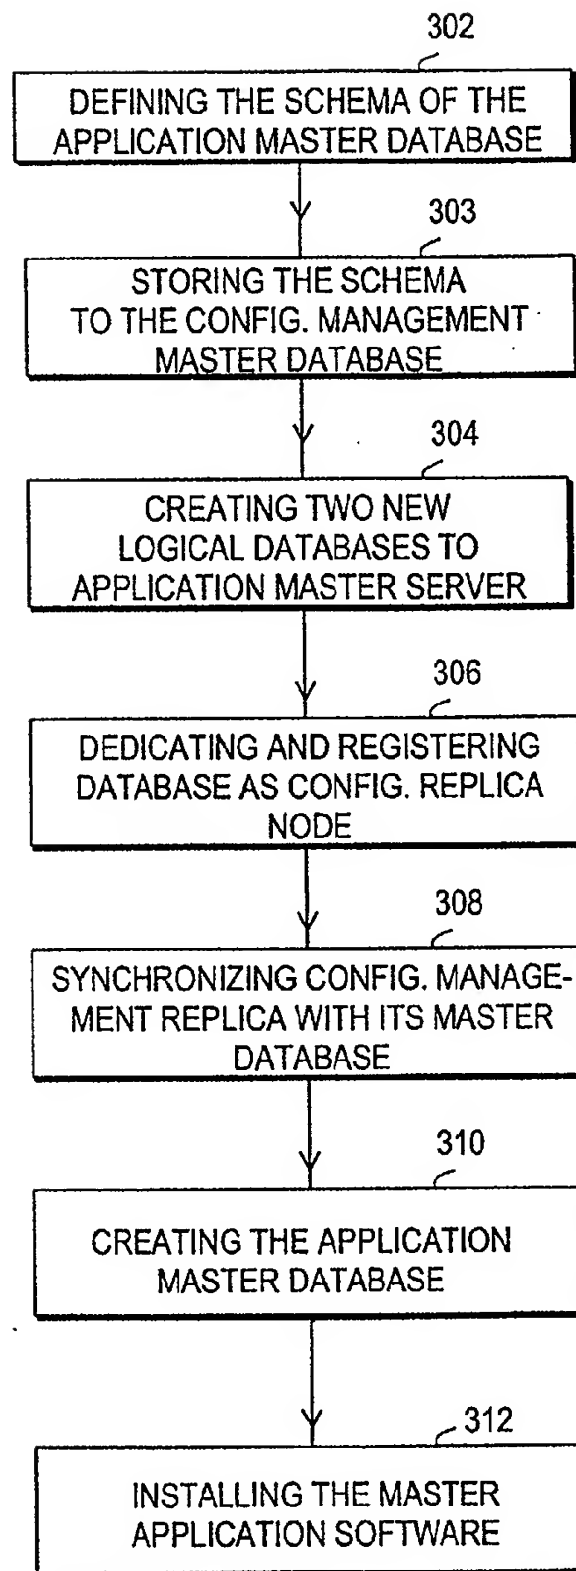 302
DEFINING THE SCHEMA OF THE
APPLICATION MASTER DATABASE
303
STORING THE SCHEMA
TO THE CONFIG. MANAGEMENT
MASTER DATABASE
304
CREATING TWO NEW
LOGICAL DATABASES TO
APPLICATION MASTER SERVER
306
DEDICATING AND REGISTERING
DATABASE AS CONFIG. REPLICA
NODE
308
SYNCHRONIZING CONFIG. MANAGE-
MENT REPLICA WITH ITS MASTER
DATABASE
310
CREATING THE APPLICATION
MASTER DATABASE
312
INSTALLING THE MASTER
APPLICATION SOFTWARE